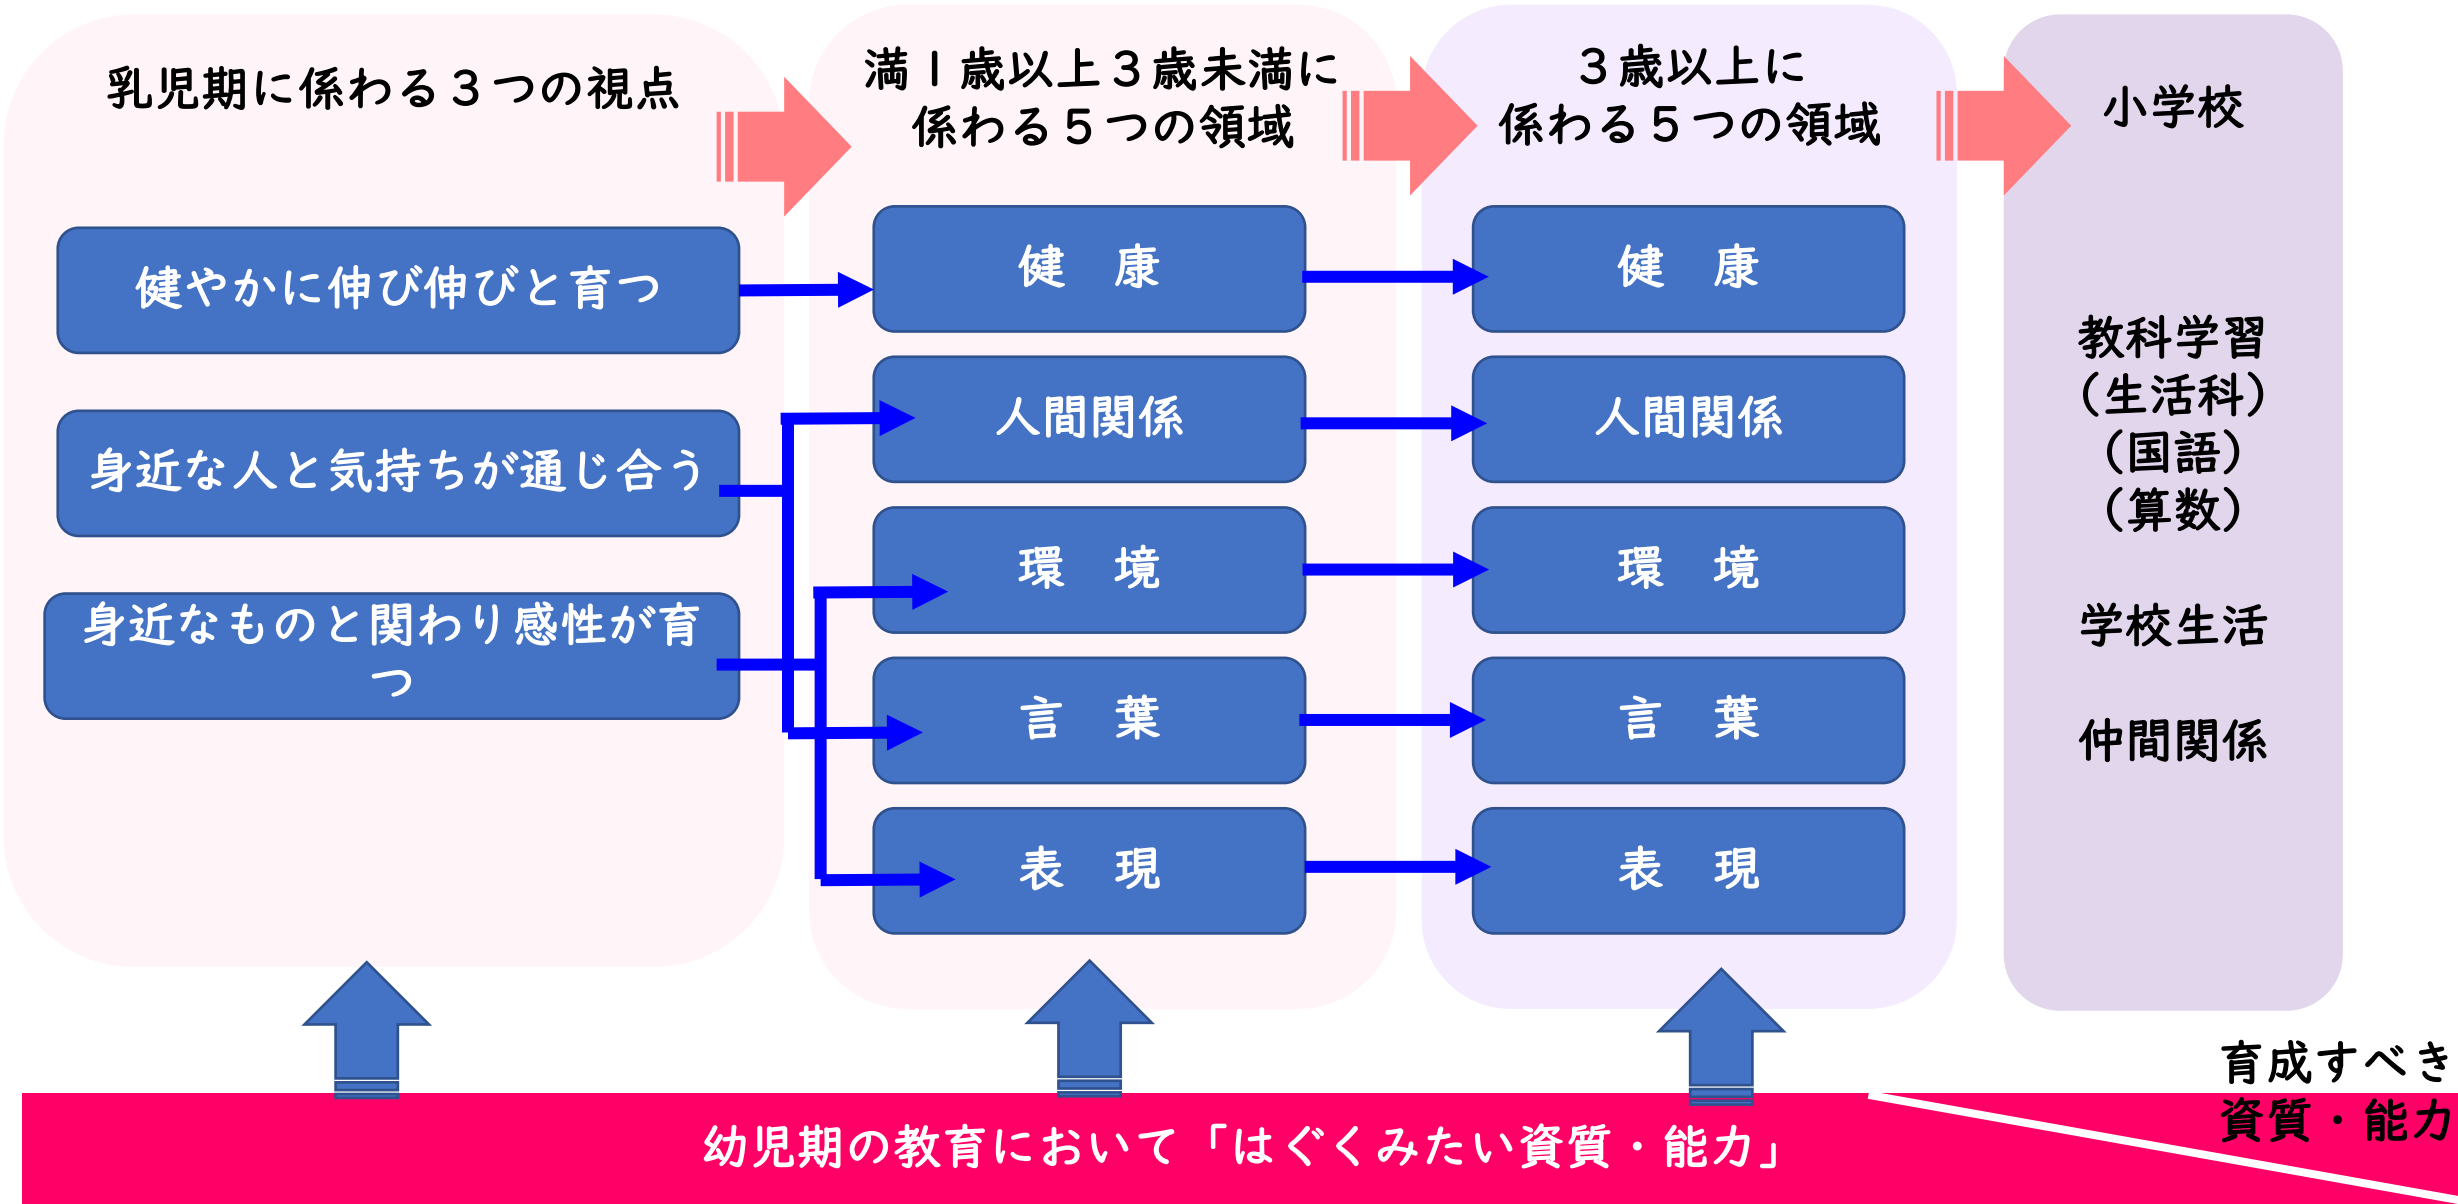 乳児期に係わる３つの視点
健やかに伸び伸びと育つ
身近な人と気持ちが通じ合う
身近なものと関わり感性が育
つ
満１歳以上３歳未満に
係わる５つの領域
健　康
人間関係
環　境
言　葉
表　現
３歳以上に
係わる５つの領域
健　康
人間関係
環　境
言　葉
表　現
小学校
教科学習
（生活科）
（国語）
（算数）
学校生活
仲間関係
幼児期の教育において「はぐくみたい資質・能力」
育成すべき
資質・能力